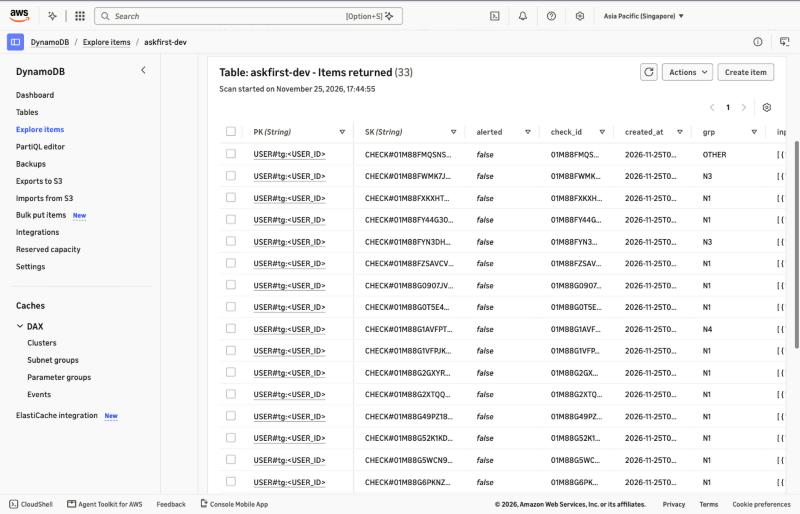 aws
Search [Option+S]
Asia Pacific (Singapore)
DynamoDB > Explore items > askfirst-dev
DynamoDB
Dashboard
Tables
Explore items
PartiQL editor
Backups
Exports to S3
Imports from S3
Bulk put items New
Integrations
Reserved capacity
Settings
Caches
DAX
Clusters
Subnet groups
Parameter groups
Events
ElastiCache integration New
Table: askfirst-dev - Items returned (33)
Scan started on November 25, 2026, 17:44:55
Actions
Create item
1
PK (String) SK (String) alerted check_id created_at grp inp
USER#tg:<USER_ID> CHECK#01M88FMQSNS... false 01M88FMQS... 2026-11-25T0... OTHER [{"
USER#tg:<USER_ID> CHECK#01M88FWMK7J... false 01M88FWMK... 2026-11-25T0... N3 [{"
USER#tg:<USER_ID> CHECK#01M88FXKXHT... false 01M88FXKXH... 2026-11-25T0... N1 [{"
USER#tg:<USER_ID> CHECK#01M88FY44G30... false 01M88FY44G... 2026-11-25T0... N1 [{"
USER#tg:<USER_ID> CHECK#01M88FYN3DH... false 01M88FYN3... 2026-11-25T0... N3 [{"
USER#tg:<USER_ID> CHECK#01M88FZSAVCV... false 01M88FZSAV... 2026-11-25T0... N1 [{"
USER#tg:<USER_ID> CHECK#01M88G0907JV... false 01M88G0907... 2026-11-25T0... N1 [{"
USER#tg:<USER_ID> CHECK#01M88G0T5E4... false 01M88G0T5E... 2026-11-25T0... N1 [{"
USER#tg:<USER_ID> CHECK#01M88G1AVFPT... false 01M88G1AVF... 2026-11-25T0... N4 [{"
USER#tg:<USER_ID> CHECK#01M88G1VFPJK... false 01M88G1VFP... 2026-11-25T0... N1 [{"
USER#tg:<USER_ID> CHECK#01M88G2GXYR... false 01M88G2GX... 2026-11-25T0... N1 [{"
USER#tg:<USER_ID> CHECK#01M88G2XTQQ... false 01M88G2XTQ... 2026-11-25T0... N1 [{"
USER#tg:<USER_ID> CHECK#01M88G49PZ18... false 01M88G49PZ... 2026-11-25T0... N1 [{"
USER#tg:<USER_ID> CHECK#01M88G52K1KD... false 01M88G52K1... 2026-11-25T0... N1 [{"
USER#tg:<USER_ID> CHECK#01M88G5WCN9... false 01M88G5WC... 2026-11-25T0... N1 [{"
USER#tg:<USER_ID> CHECK#01M88G6PKNZ... false 01M88G6PK... 2026-11-25T0... N1 [{"
CloudShell Agent Toolkit for AWS Feedback Console Mobile App © 2026, Amazon Web Services, Inc. or its affiliates. Privacy Terms Cookie preferences